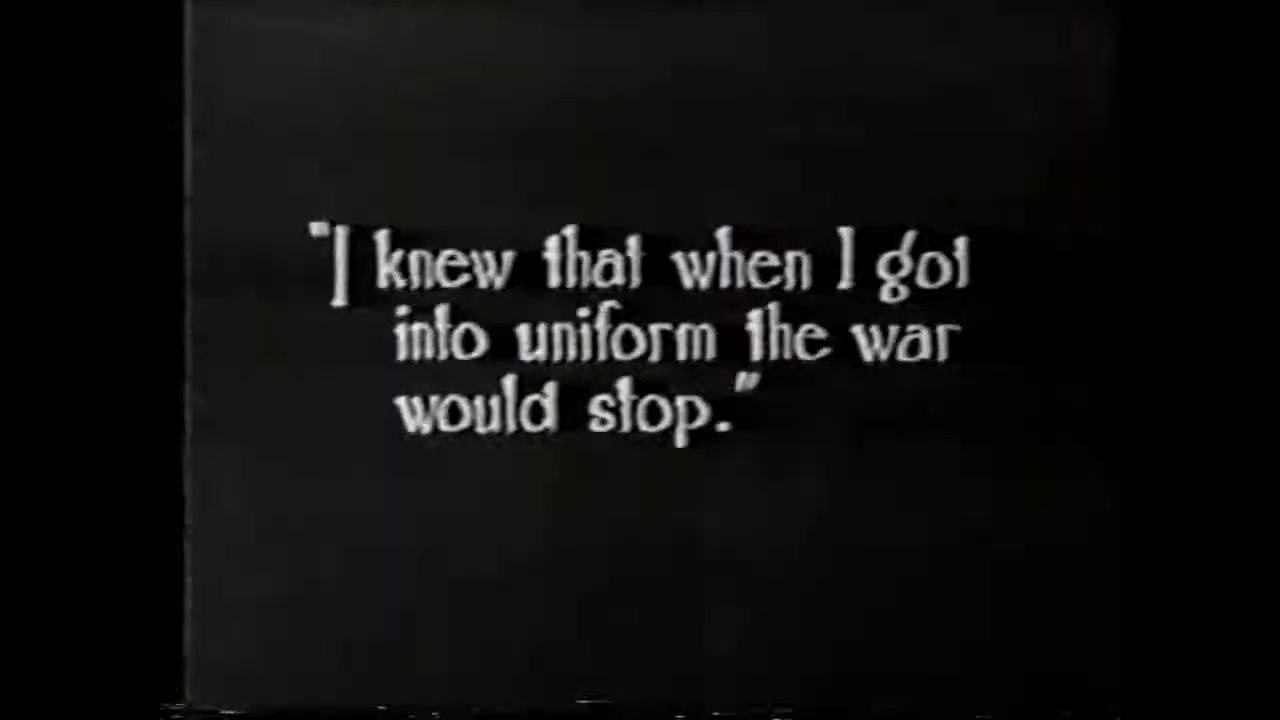 "I knew that when I got
into uniform the war
would stop."